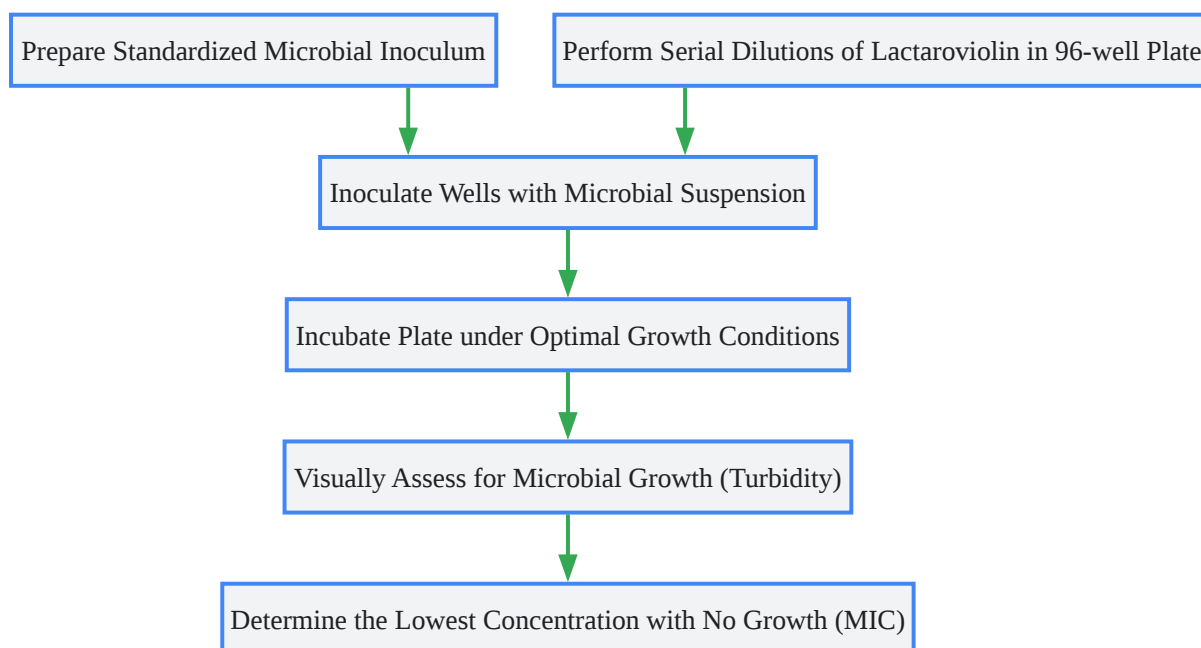 Prepare Standardized Microbial Inoculum
Perform Serial Dilutions of Lactaroviolin in 96-well Plate
Inoculate Wells with Microbial Suspension
Incubate Plate under Optimal Growth Conditions
Visually Assess for Microbial Growth (Turbidity)
Determine the Lowest Concentration with No Growth (MIC)